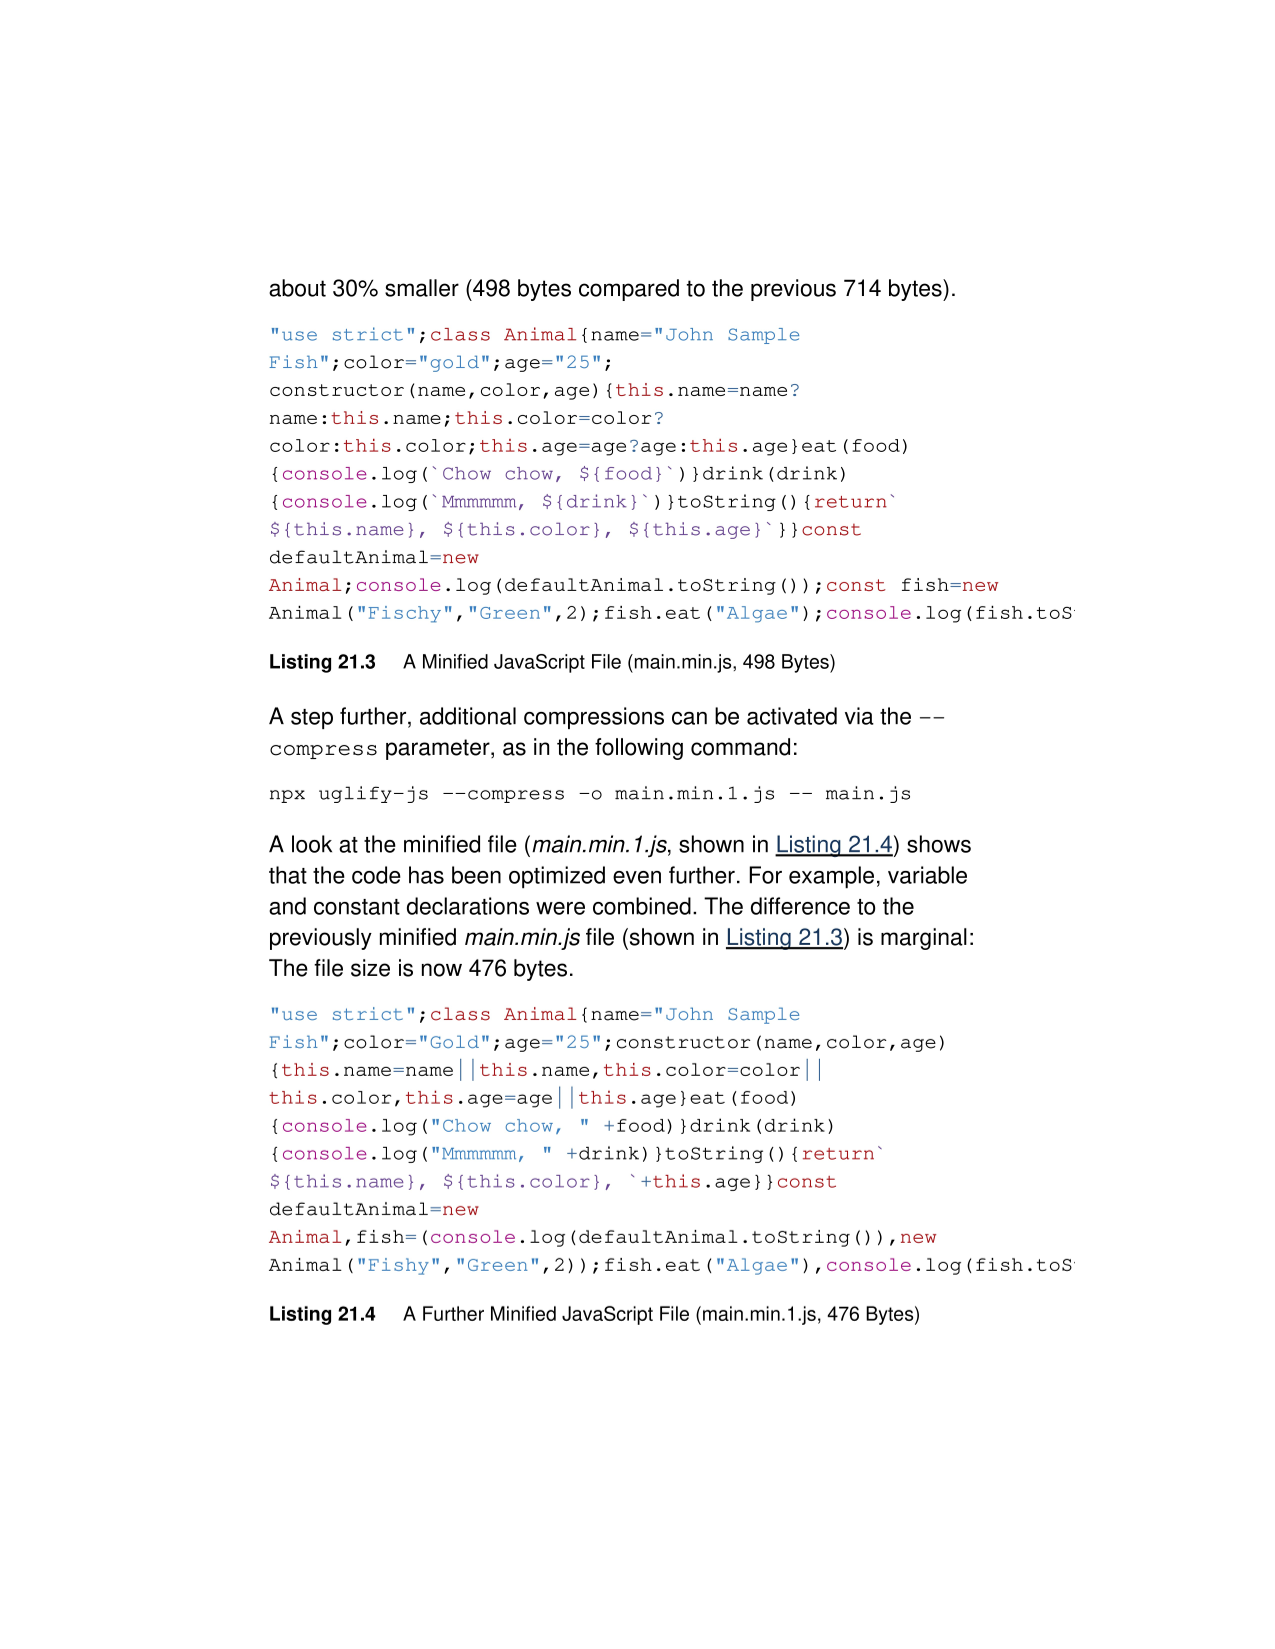 about 30% smaller (498 bytes compared to the previous 714 bytes).
"use strict";class Animal{name="John Sample
Fish";color="gold";age="25";
constructor(name,color,age){this.name=name?
name:this.name;this.color=color?
color:this.color;this.age=age?age:this.age}eat(food)
{console.log(`Chow chow, ${food}`)}drink(drink)
{console.log(`Mmmmmm, ${drink}`)}toString(){return`
${this.name}, ${this.color}, ${this.age}`}}const
defaultAnimal=new
Animal;console.log(defaultAnimal.toString());const fish=new
Animal("Fischy","Green",2);fish.eat("Algae");console.log(fish.toS
Listing 21.3 A Minified JavaScript File (main.min.js, 498 Bytes)
A step further, additional compressions can be activated via the --
compress parameter, as in the following command:
npx uglify-js --compress -o main.min.1.js -- main.js
A look at the minified file (main.min.1.js, shown in Listing 21.4) shows
that the code has been optimized even further. For example, variable
and constant declarations were combined. The difference to the
previously minified main.min.js file (shown in Listing 21.3) is marginal:
The file size is now 476 bytes.
"use strict";class Animal{name="John Sample
Fish";color="Gold";age="25";constructor(name,color,age)
{this.name=name||this.name,this.color=color||
this.color,this.age=age||this.age}eat(food)
{console.log("Chow chow, " +food)}drink(drink)
{console.log("Mmmmmm, " +drink)}toString(){return`
${this.name}, ${this.color}, `+this.age}}const
defaultAnimal=new
Animal,fish=(console.log(defaultAnimal.toString()),new
Animal("Fishy","Green",2));fish.eat("Algae"),console.log(fish.toS
Listing 21.4 A Further Minified JavaScript File (main.min.1.js, 476 Bytes)